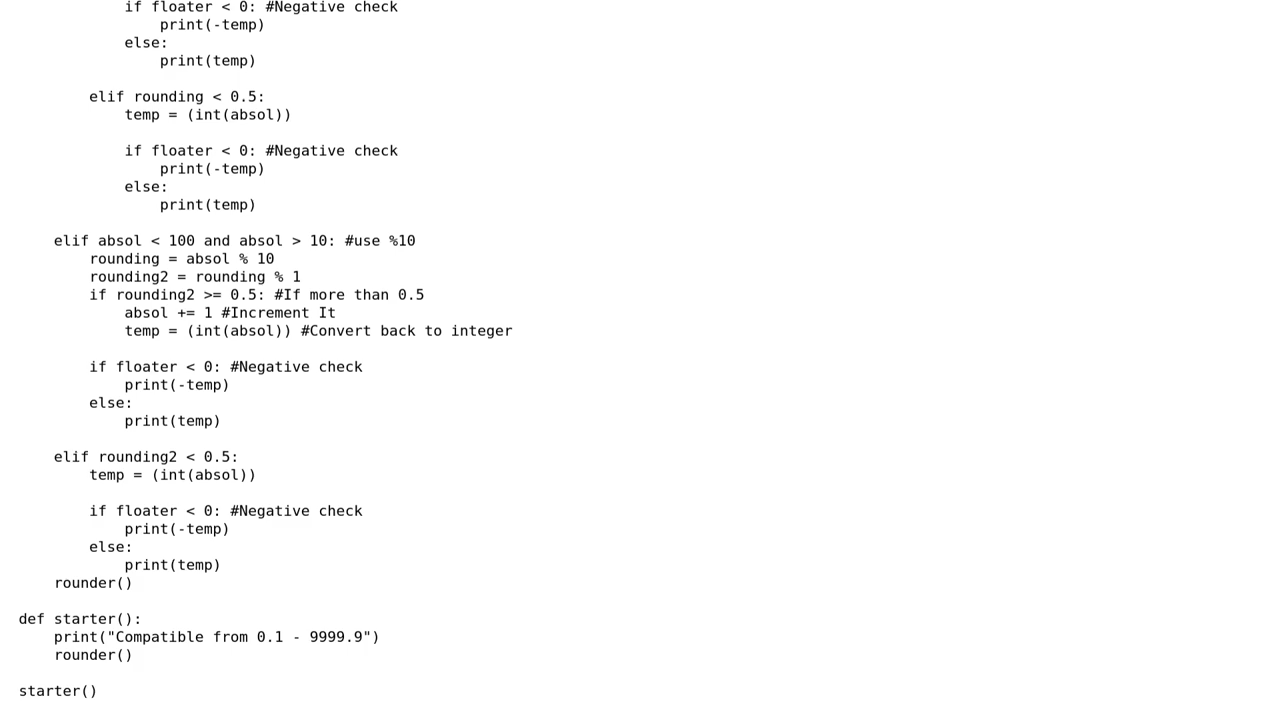 if floater < 0: #Negative check
                print(-temp)
            else:
                print(temp)

        elif rounding < 0.5:
            temp = (int(absol))

            if floater < 0: #Negative check
                print(-temp)
            else:
                print(temp)

    elif absol < 100 and absol > 10: #use %10
        rounding = absol % 10
        rounding2 = rounding % 1
        if rounding2 >= 0.5: #If more than 0.5
            absol += 1 #Increment It
            temp = (int(absol)) #Convert back to integer

        if floater < 0: #Negative check
            print(-temp)
        else:
            print(temp)

    elif rounding2 < 0.5:
        temp = (int(absol))

        if floater < 0: #Negative check
            print(-temp)
        else:
            print(temp)
    rounder()

def starter():
    print("Compatible from 0.1 - 9999.9")
    rounder()

starter()